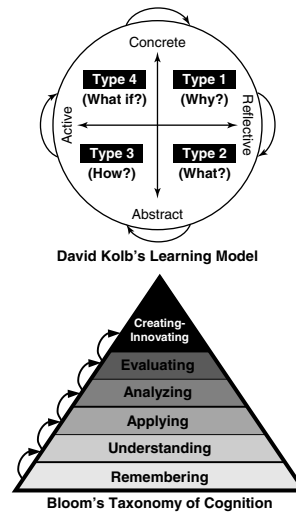 Concrete
Type 4
(What if?)
Type 1
(Why?)
Active
Reflective
Type 3
(How?)
Type 2
(What?)
Abstract
David Kolb's Learning Model
Creating-
Innovating
Evaluating
Analyzing
Applying
Understanding
Remembering
Bloom's Taxonomy of Cognition